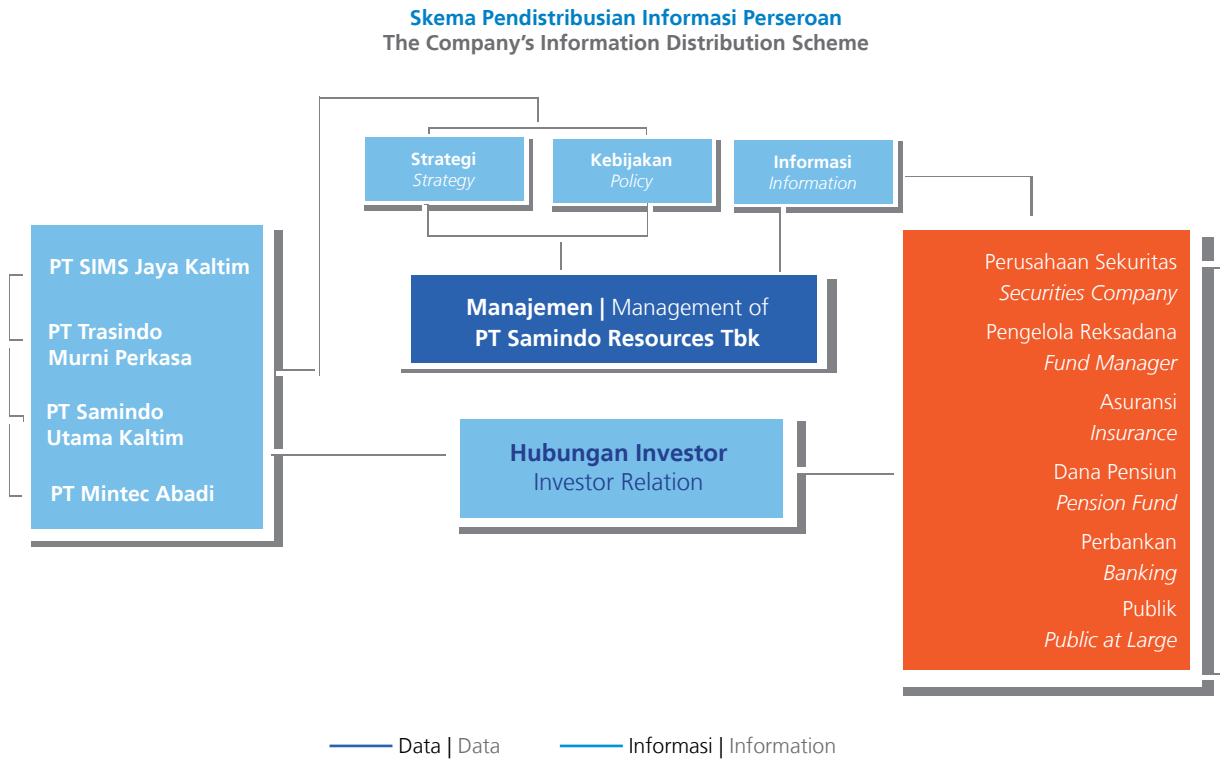 Skema Pendistribusian Informasi Perseroan
The Company's Information Distribution Scheme
Strategi
Strategy
Kebijakan
Policy
Informasi
Information
PT SIMS Jaya Kaltim
PT Trasindo
Murni Perkasa
PT Samindo
Utama Kaltim
PT Mintec Abadi
Manajemen | Management of
PT Samindo Resources Tbk
Hubungan Investor
Investor Relation
Perusahaan Sekuritas
Securities Company
Pengelola Reksadana
Fund Manager
Asuransi
Insurance
Dana Pensiun
Pension Fund
Perbankan
Banking
Publik
Public at Large
Data | Data
Informasi | Information